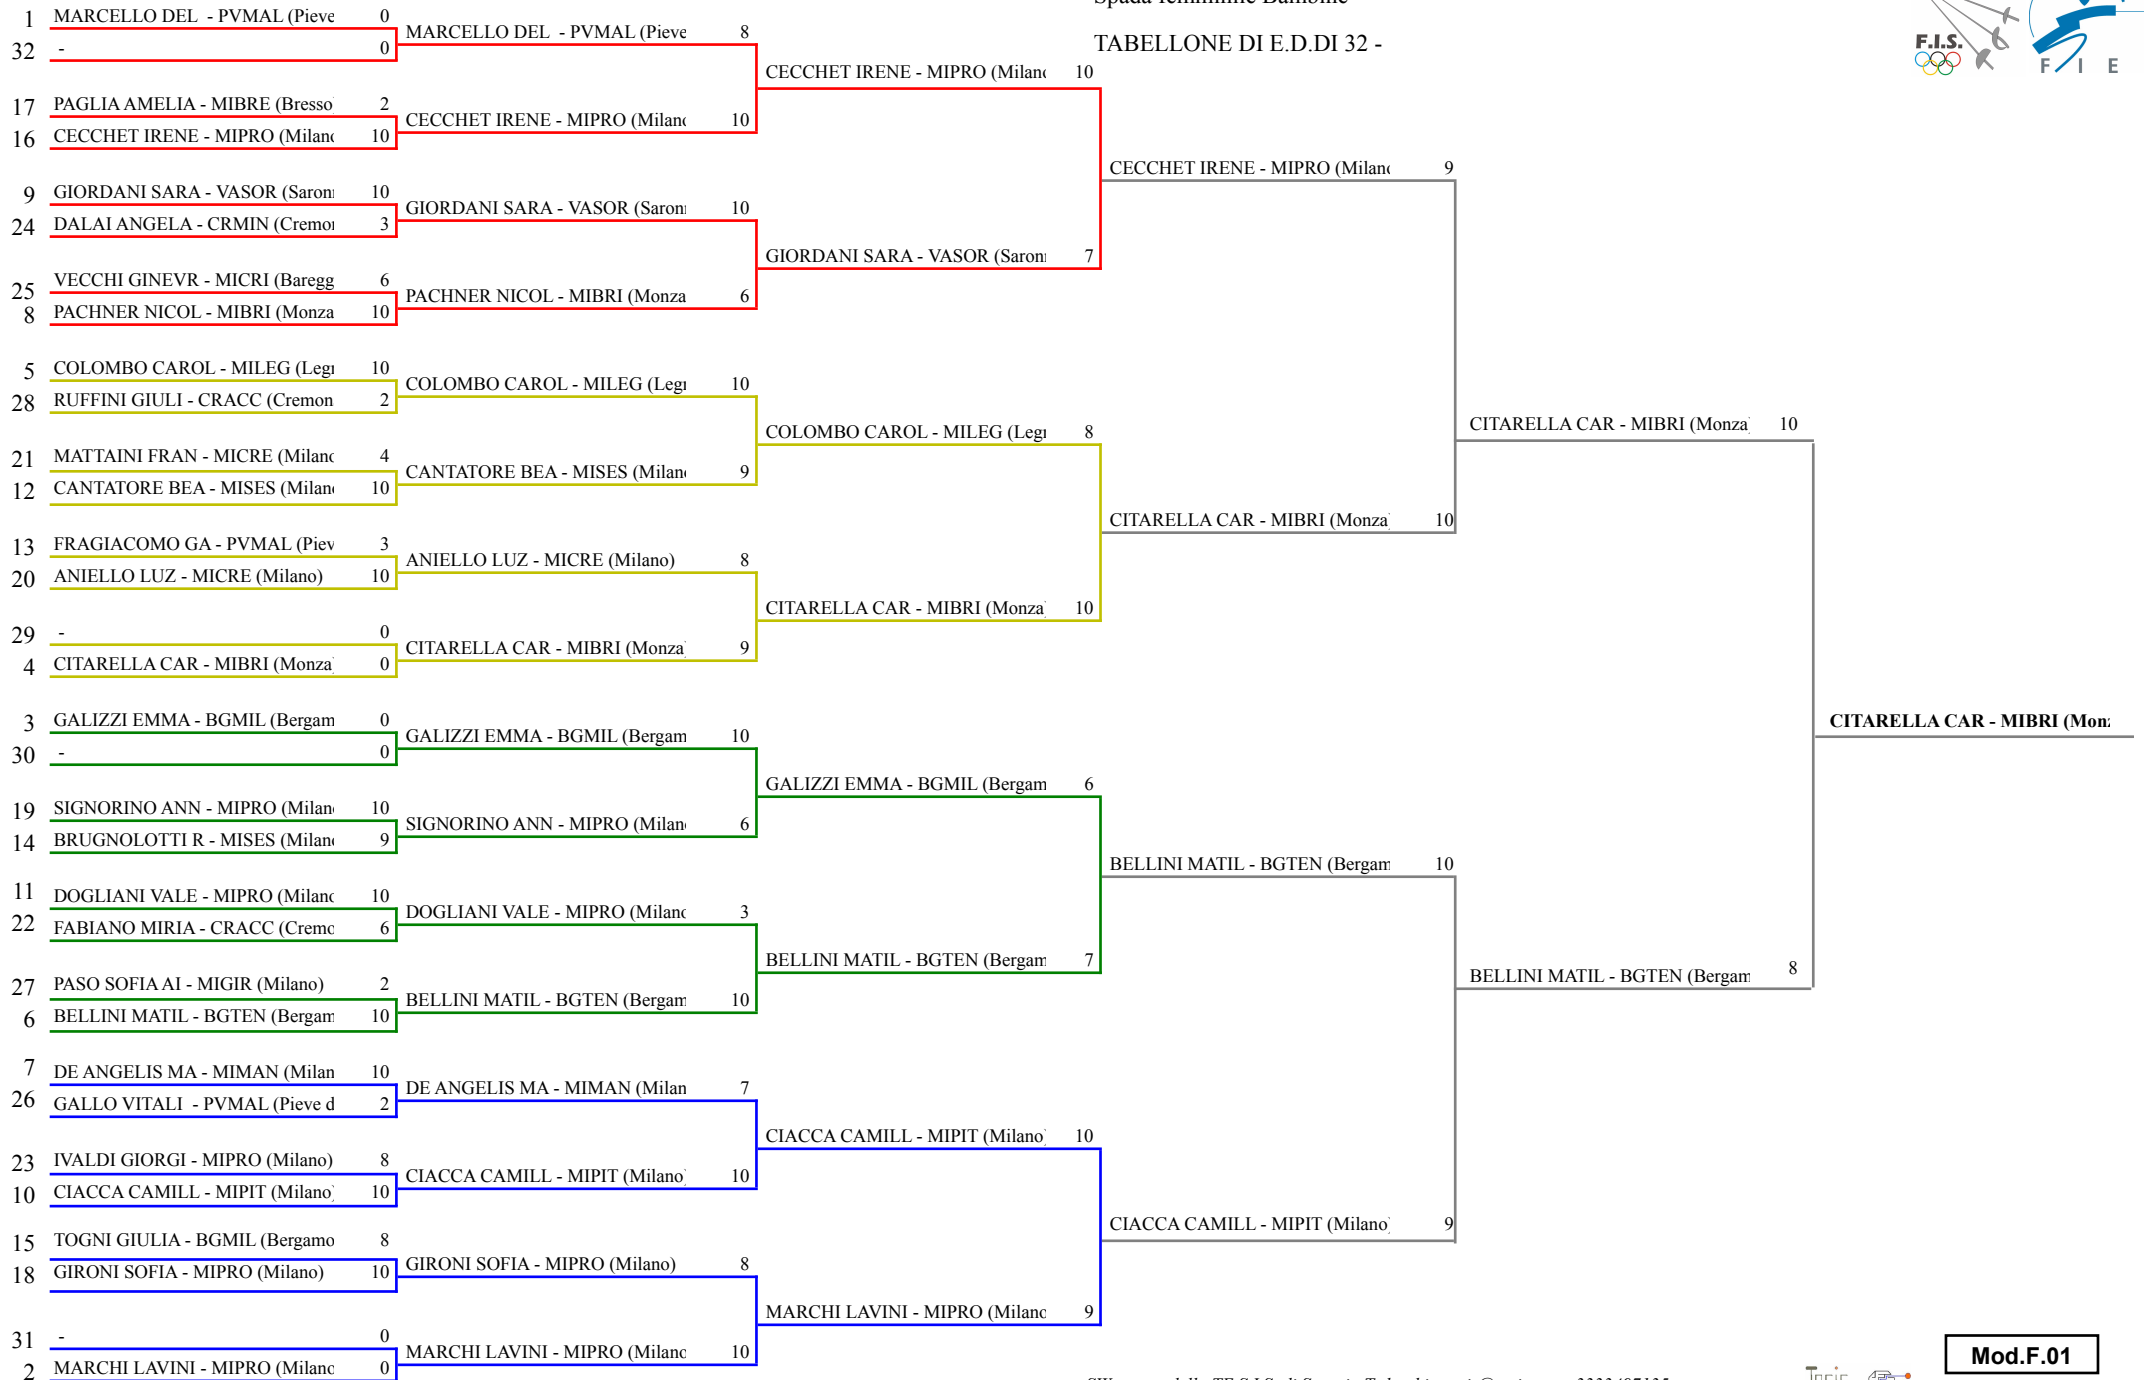 Spada femminile Bambine
TABELLONE DI E.D.DI 32 -
F.I.S.
F I E
1 MARCELLO DEL - PVMAL (Pieve 0
32 - 0
17 PAGLIA AMELIA - MIBRE (Bresso 2
16 CECCHET IRENE - MIPRO (Milano 10
9 GIORDANI SARA - VASOR (Saron 10
24 DALAI ANGELA - CRMIN (Cremo 3
25 VECCHI GINEVR - MICRI (Baregg 6
8 PACHNER NICOL - MIBRI (Monza 10
5 COLOMBO CAROL - MILEG (Leg 10
28 RUFFINI GIULI - CRACC (Cremon 2
21 MATTAINI FRAN - MICRE (Milano 4
12 CANTATORE BEA - MISES (Milan 10
13 FRAGIACOMO GA - PVMAL (Piev 3
20 ANIELLO LUZ - MICRE (Milano) 10
29 - 0
4 CITARELLA CAR - MIBRI (Monza) 0
3 GALIZZI EMMA - BGMIL (Bergam 0
30 - 0
19 SIGNORINO ANN - MIPRO (Milan 10
14 BRUGNOLOTTI R - MISES (Milan 9
11 DOGLIANI VALE - MIPRO (Milano 10
22 FABIANO MIRIA - CRACC (Cremo 6
27 PASO SOFIA AI - MIGIR (Milano) 2
6 BELLINI MATIL - BGTEN (Bergam 10
7 DE ANGELIS MA - MIMAN (Milan 10
26 GALLO VITALI - PVMAL (Pieve d 2
23 IVALDI GIORGI - MIPRO (Milano) 8
10 CIACCA CAMILL - MIPIT (Milano) 10
15 TOGNI GIULIA - BGMIL (Bergamo 8
18 GIRONI SOFIA - MIPRO (Milano) 10
31 - 0
2 MARCHI LAVINI - MIPRO (Milano 0
MARCELLO DEL - PVMAL (Pieve 8
CECCHET IRENE - MIPRO (Milano 10
GIORDANI SARA - VASOR (Saron 10
PACHNER NICOL - MIBRI (Monza 6
COLOMBO CAROL - MILEG (Leg 10
CANTATORE BEA - MISES (Milan 9
ANIELLO LUZ - MICRE (Milano) 8
CITARELLA CAR - MIBRI (Monza) 9
GALIZZI EMMA - BGMIL (Bergam 10
SIGNORINO ANN - MIPRO (Milan 6
DOGLIANI VALE - MIPRO (Milano 3
BELLINI MATIL - BGTEN (Bergam 10
DE ANGELIS MA - MIMAN (Milan 7
CIACCA CAMILL - MIPIT (Milano) 10
GIRONI SOFIA - MIPRO (Milano) 8
MARCHI LAVINI - MIPRO (Milano 10
CECCHET IRENE - MIPRO (Milano 10
GIORDANI SARA - VASOR (Saron 7
COLOMBO CAROL - MILEG (Leg 8
CITARELLA CAR - MIBRI (Monza) 10
GALIZZI EMMA - BGMIL (Bergam 6
BELLINI MATIL - BGTEN (Bergam 7
CIACCA CAMILL - MIPIT (Milano) 10
MARCHI LAVINI - MIPRO (Milano 9
CECCHET IRENE - MIPRO (Milano 9
CITARELLA CAR - MIBRI (Monza) 10
BELLINI MATIL - BGTEN (Bergam 10
CIACCA CAMILL - MIPIT (Milano) 9
CITARELLA CAR - MIBRI (Monza) 10
BELLINI MATIL - BGTEN (Bergam 8
CITARELLA CAR - MIBRI (Mon
Mod.F.01